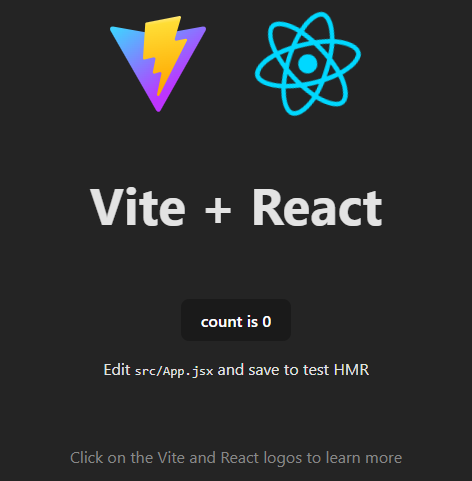 Vite + React
count is 0
Edit src/App.jsx and save to test HMR
Click on the Vite and React logos to learn more